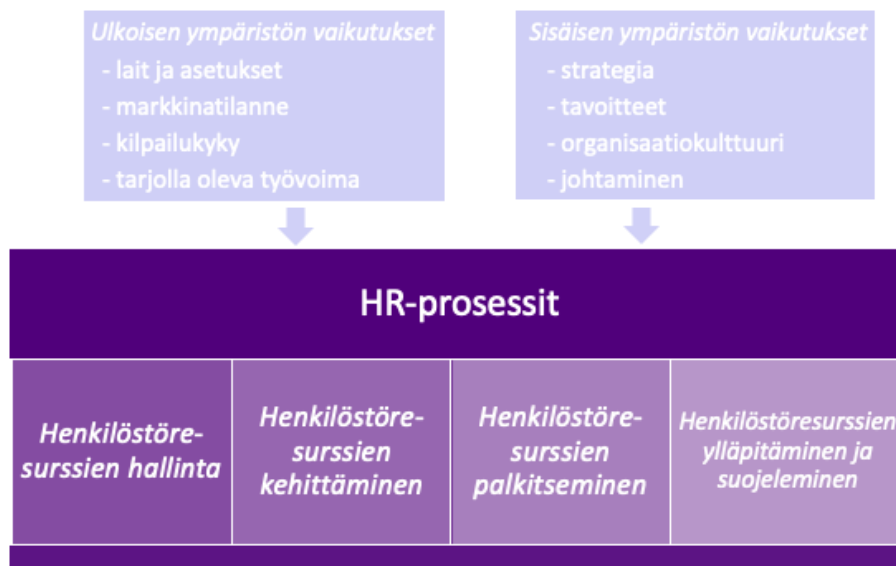 Ulkoisen ympäristön vaikutukset
- lait ja asetukset
- markkinatilanne
- kilpailukyky
- tarjolla oleva työvoima
Sisäisen ympäristön vaikutukset
- strategia
- tavoitteet
- organisaatiokulttuuri
- johtaminen
HR-prosessit
Henkilöstöre-
surssien hallinta
Henkilöstöre-
surssien
kehittäminen
Henkilöstöre-
surssien
palkitseminen
Henkilöstöresurssien
ylläpitäminen ja
suojeleminen